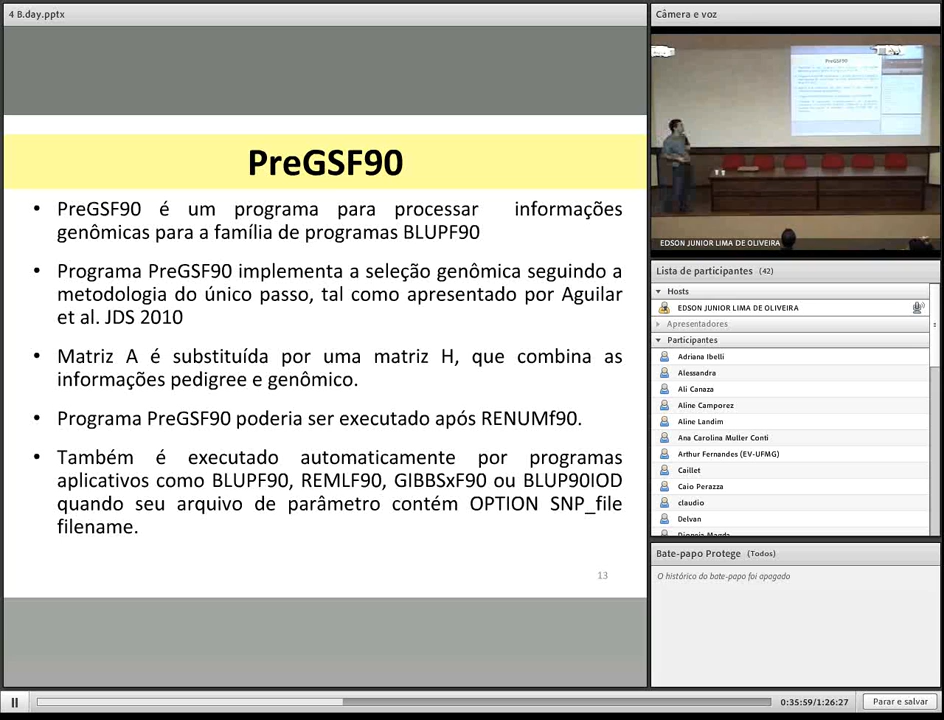 4 B.day.pptx
PreGSF90
• PreGSF90 é um programa para processar informações
genômicas para a família de programas BLUPF90
• Programa PreGSF90 implementa a seleção genômica seguindo a
metodologia do único passo, tal como apresentado por Aguilar
et al. JDS 2010
• Matriz A é substituída por uma matriz H, que combina as
informações pedigree e genômico.
• Programa PreGSF90 poderia ser executado após RENUMf90.
• Também é executado automaticamente por programas
aplicativos como BLUPF90, REMLF90, GIBBSxF90 ou BLUP90IOD
quando seu arquivo de parâmetro contém OPTION SNP_file
filename.
13
Câmera e voz
PreGSF90
EDSON JUNIOR LIMA DE OLIVEIRA
Lista de participantes (42)
Hosts
EDSON JUNIOR LIMA DE OLIVEIRA
Apresentadores
Participantes
Adriana Ibelli
Alessandra
Ali Canaza
Aline Camporez
Aline Landim
Ana Carolina Muller Conti
Arthur Fernandes (EV-UFMG)
Caillet
Caio Perazza
claudio
Delvan
Bate-papo Protege (Todos)
O histórico do bate-papo foi apagado
0:35:59/1:26:27
Parar e salvar